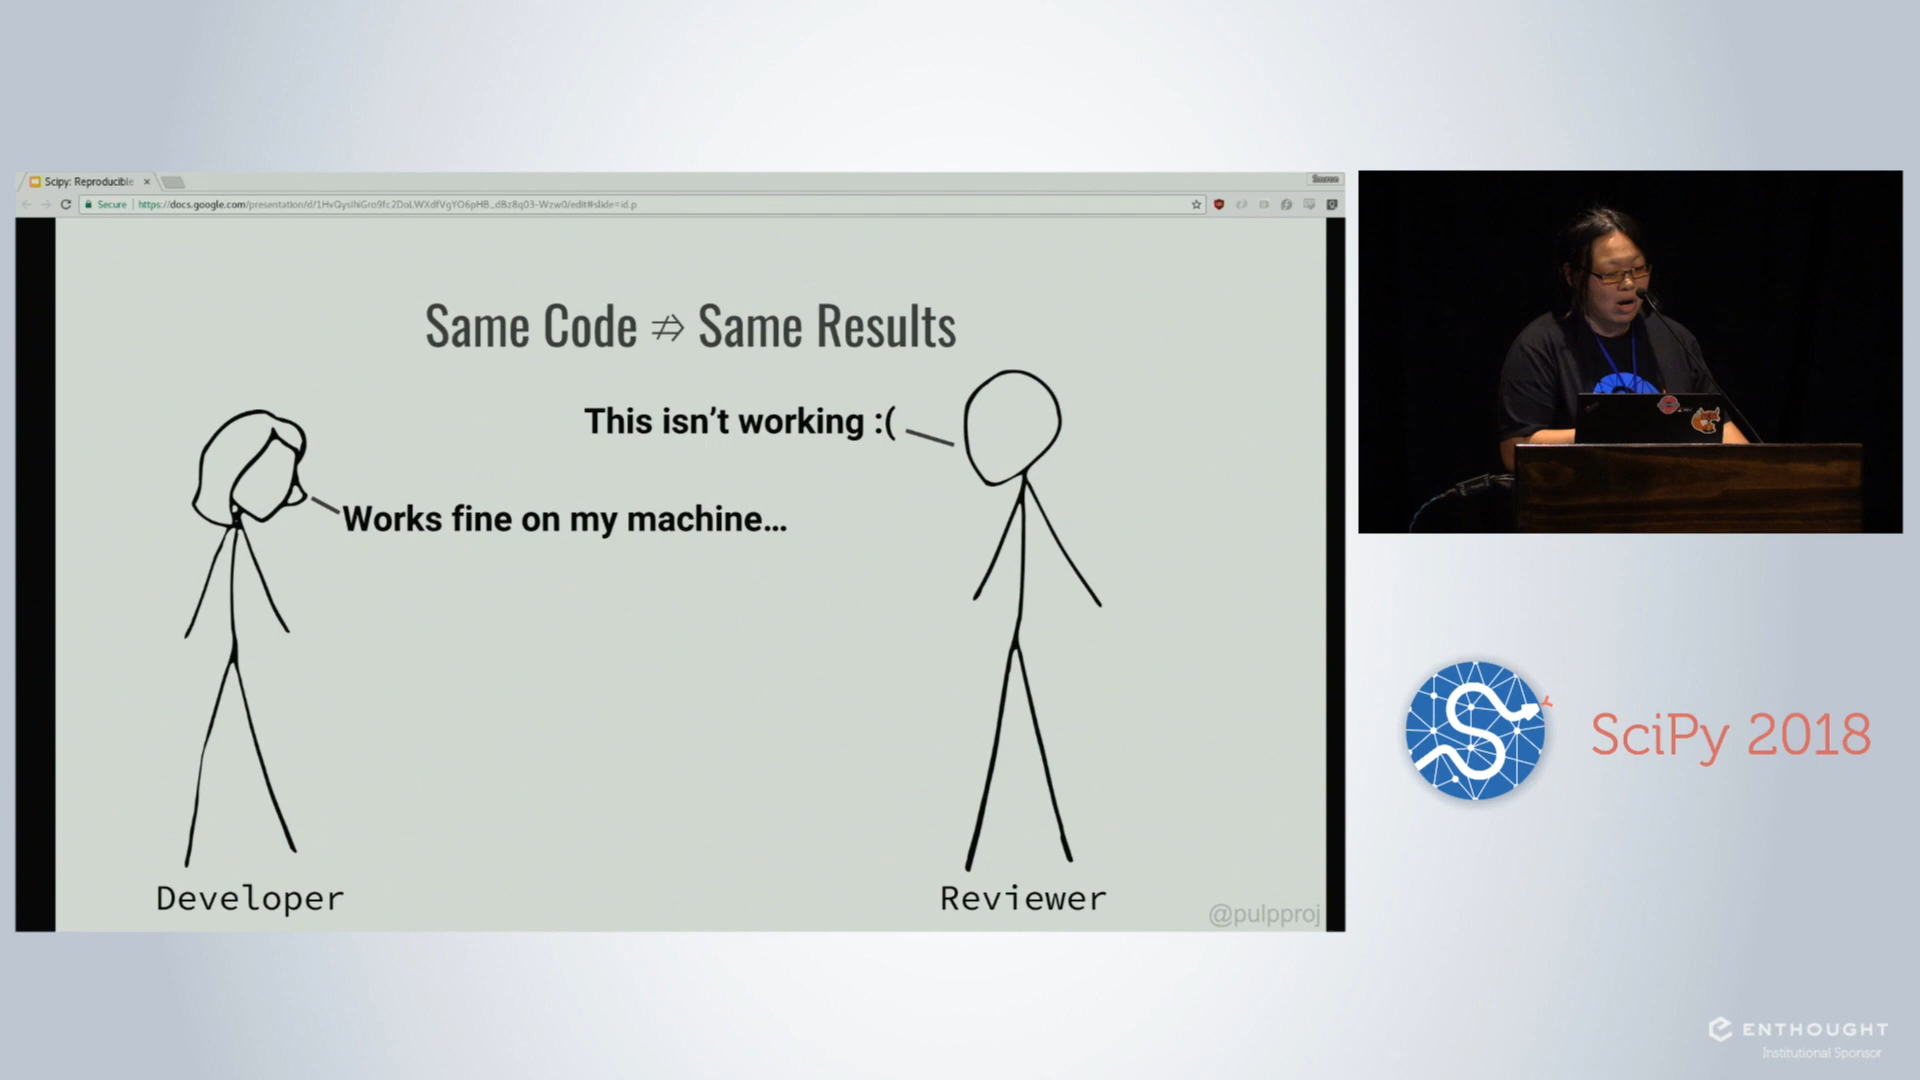 Scipy: Reproducible
Secure
Same Code ⇏ Same Results
This isn't working :(
Works fine on my machine...
Developer
Reviewer
@pulpproj
SciPy 2018
ENTHOUGHT
Institutional Sponsor